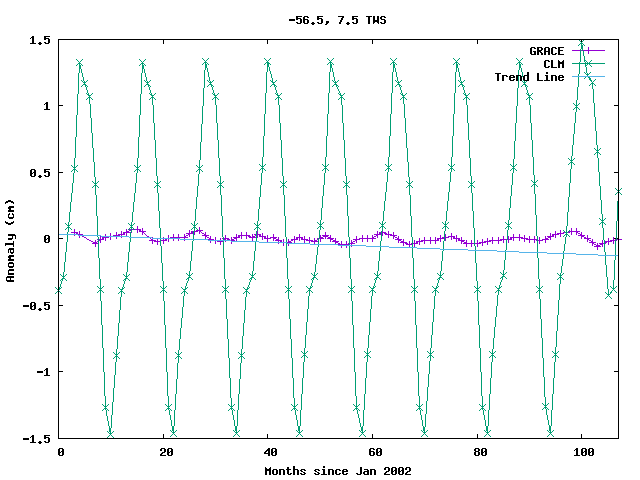 -56.5, 7.5 TWS
GRACE
CLM
Trend Line
1.5
1
0.5
0
-0.5
-1
-1.5
Anomaly (cm)
0 20 40 60 80 100
Months since Jan 2002